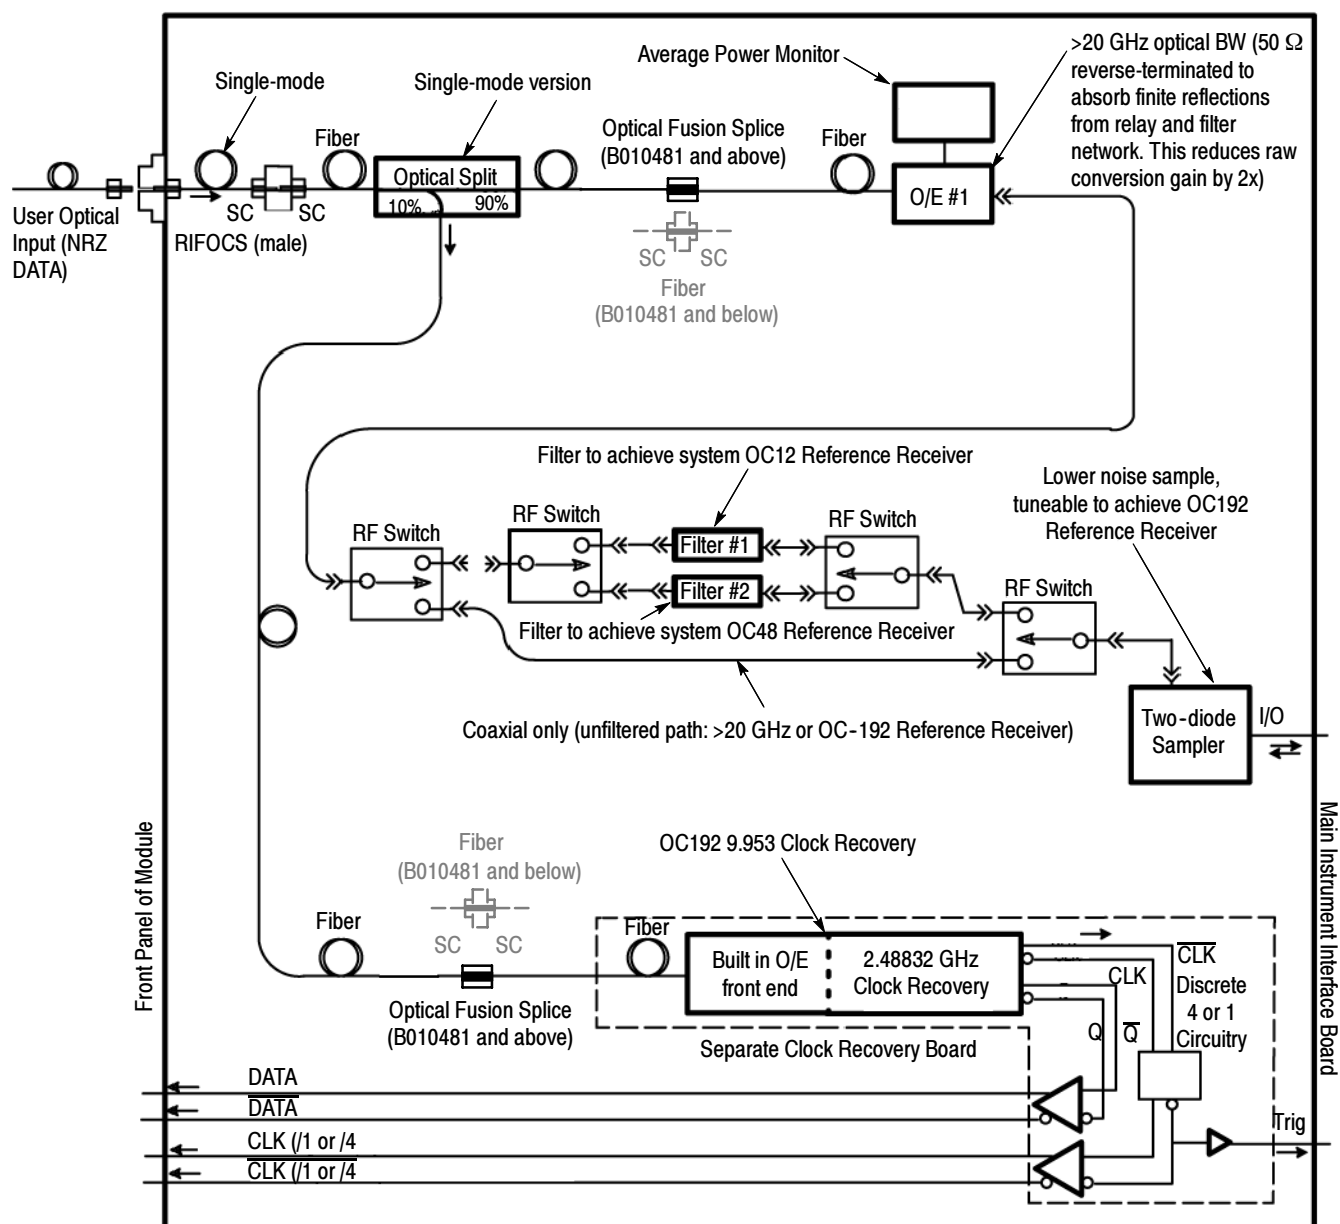 Average Power Monitor
>20 GHz optical BW (50 Ω
reverse-terminated to
absorb finite reflections
from relay and filter
network. This reduces raw
conversion gain by 2x)
Single-mode
Single-mode version
Fiber
Optical Fusion Splice
(B010481 and above)
Fiber
Optical Split
10%
90%
O/E #1
User Optical
Input (NRZ
DATA)
SC
SC
RIFOCS (male)
SC
SC
Fiber
(B010481 and below)
Filter to achieve system OC12 Reference Receiver
Lower noise sample,
tuneable to achieve OC192
Reference Receiver
RF Switch
RF Switch
RF Switch
Filter #1
Filter #2
RF Switch
Filter to achieve system OC48 Reference Receiver
Coaxial only (unfiltered path: >20 GHz or OC-192 Reference Receiver)
Two-diode
Sampler
I/O
Front Panel of Module
Main Instrument Interface Board
Fiber
(B010481 and below)
SC
SC
OC192 9.953 Clock Recovery
Fiber
Fiber
Optical Fusion Splice
(B010481 and above)
Built in O/E
front end
2.48832 GHz
Clock Recovery
CLK
C̅L̅K̅
Discrete
4 or 1
Circuitry
Q
Q̅
Separate Clock Recovery Board
DATA
D̅A̅T̅A̅
CLK (/1 or /4
C̅L̅K̅ ̅(̅/̅1̅ ̅o̅r̅ ̅/̅4̅
Trig